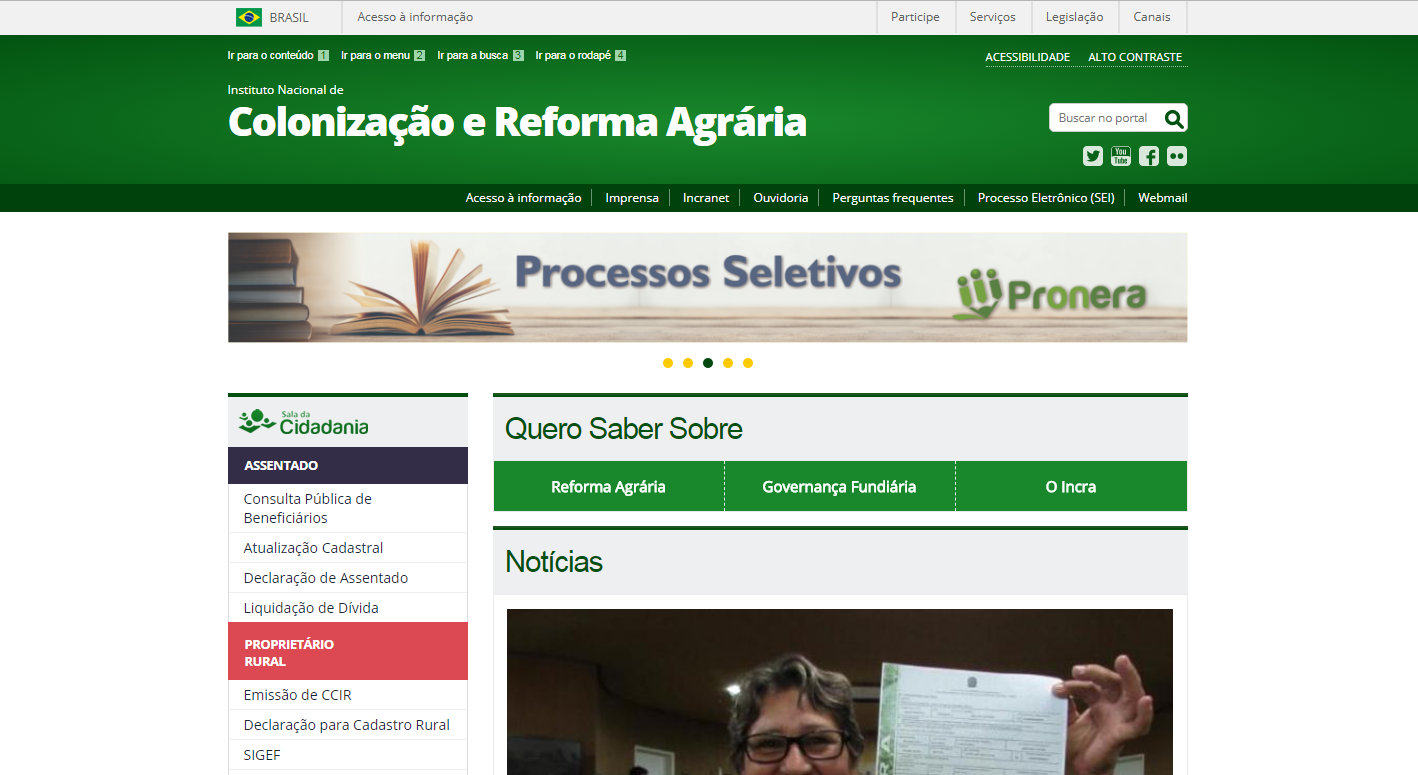 BRASIL
Acesso à informação
Participe
Serviços
Legislação
Canais
Ir para o conteúdo 1
Ir para o menu 2
Ir para a busca 3
Ir para o rodapé 4
ACESSIBILIDADE
ALTO CONTRASTE
Instituto Nacional de
Colonização e Reforma Agrária
Buscar no portal
You
Tube
Acesso à informação
Imprensa
Incranet
Ouvidoria
Perguntas frequentes
Processo Eletrônico (SEI)
Webmail
Processos Seletivos
Pronera
Sala da
Cidadania
ASSENTADO
Consulta Pública de
Beneficiários
Atualização Cadastral
Declaração de Assentado
Liquidação de Dívida
PROPRIETÁRIO
RURAL
Emissão de CCIR
Declaração para Cadastro Rural
SIGEF
Quero Saber Sobre
Reforma Agrária
Governança Fundiária
O Incra
Notícias